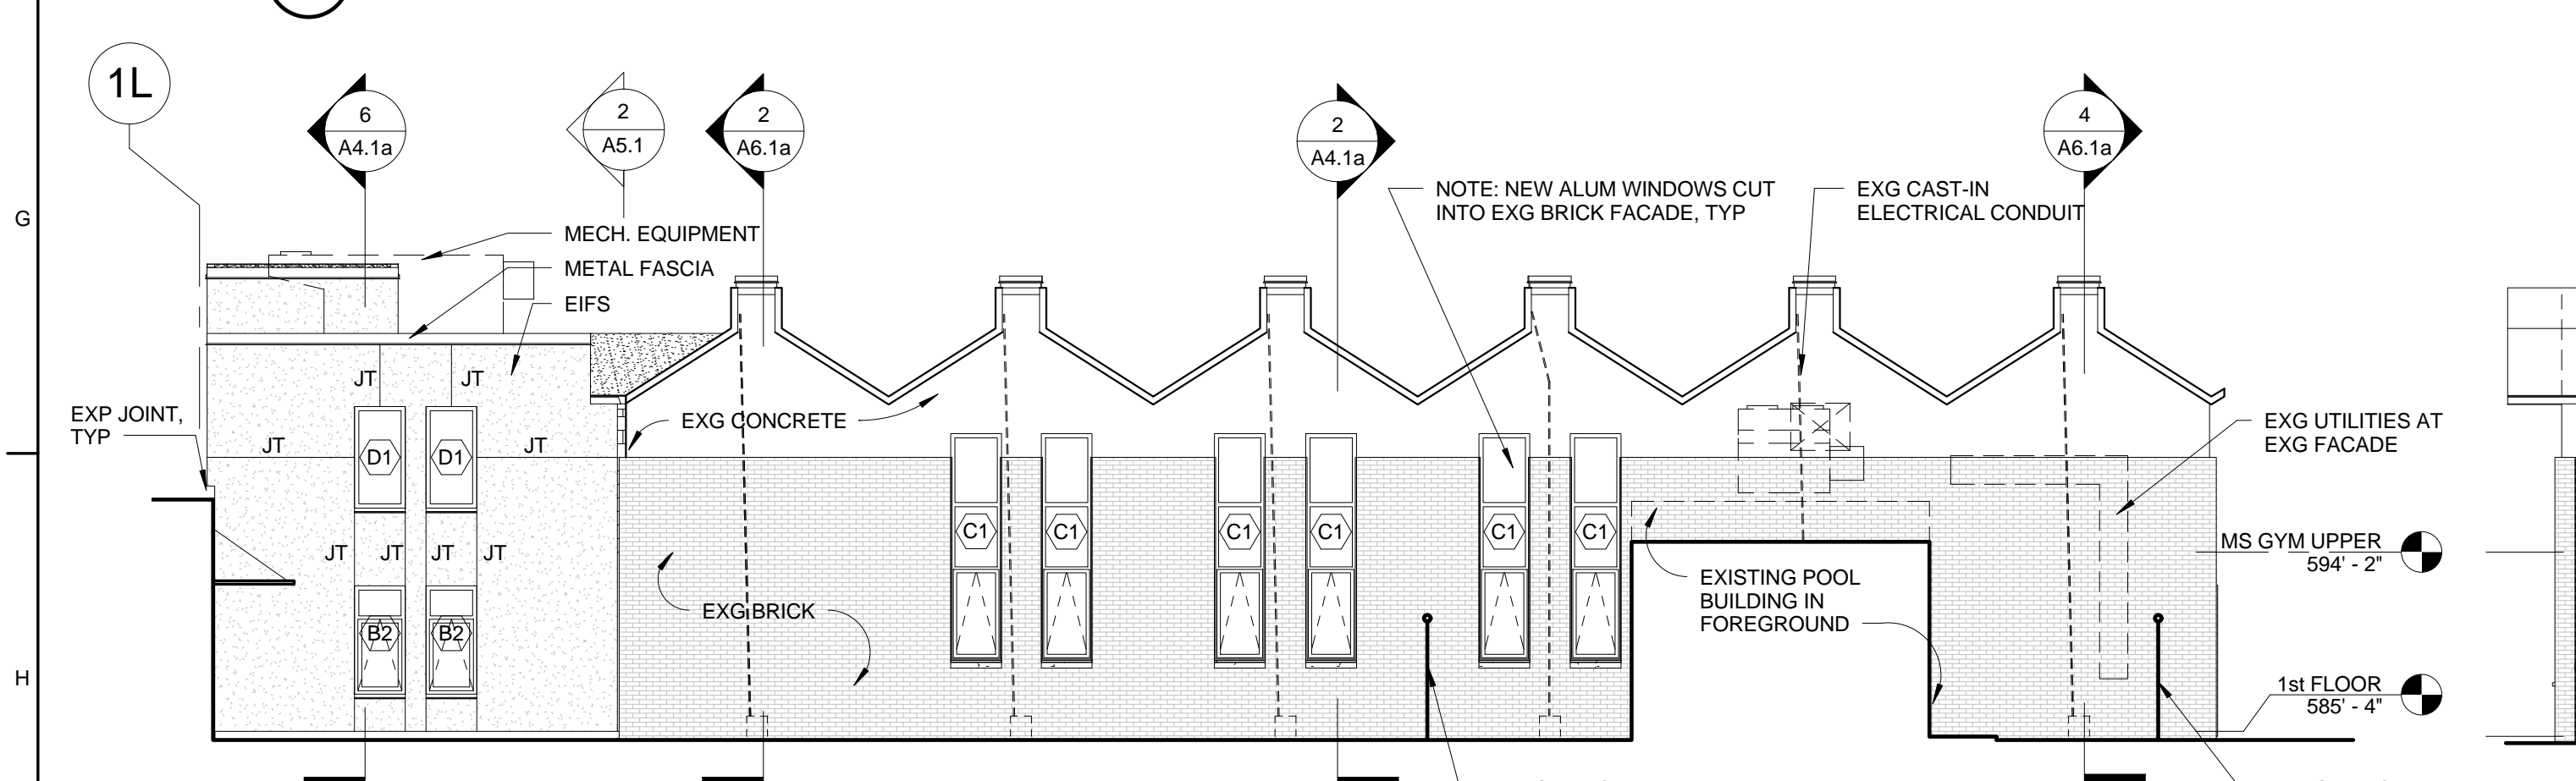 1L
6
A4.1a
2
A5.1
2
A6.1a
2
A4.1a
4
A6.1a
G
H
MECH. EQUIPMENT
METAL FASCIA
EIFS
NOTE: NEW ALUM WINDOWS CUT
INTO EXG BRICK FACADE, TYP
EXG CAST-IN
ELECTRICAL CONDUIT
JT
JT
EXP JOINT,
TYP
EXG CONCRETE
EXG UTILITIES AT
EXG FACADE
JT
D1
D1
JT
C1
C1
C1
C1
C1
C1
JT
JT
JT
JT
MS GYM UPPER
594' - 2"
EXISTING POOL
BUILDING IN
FOREGROUND
EXG BRICK
B2
B2
1st FLOOR
585' - 4"